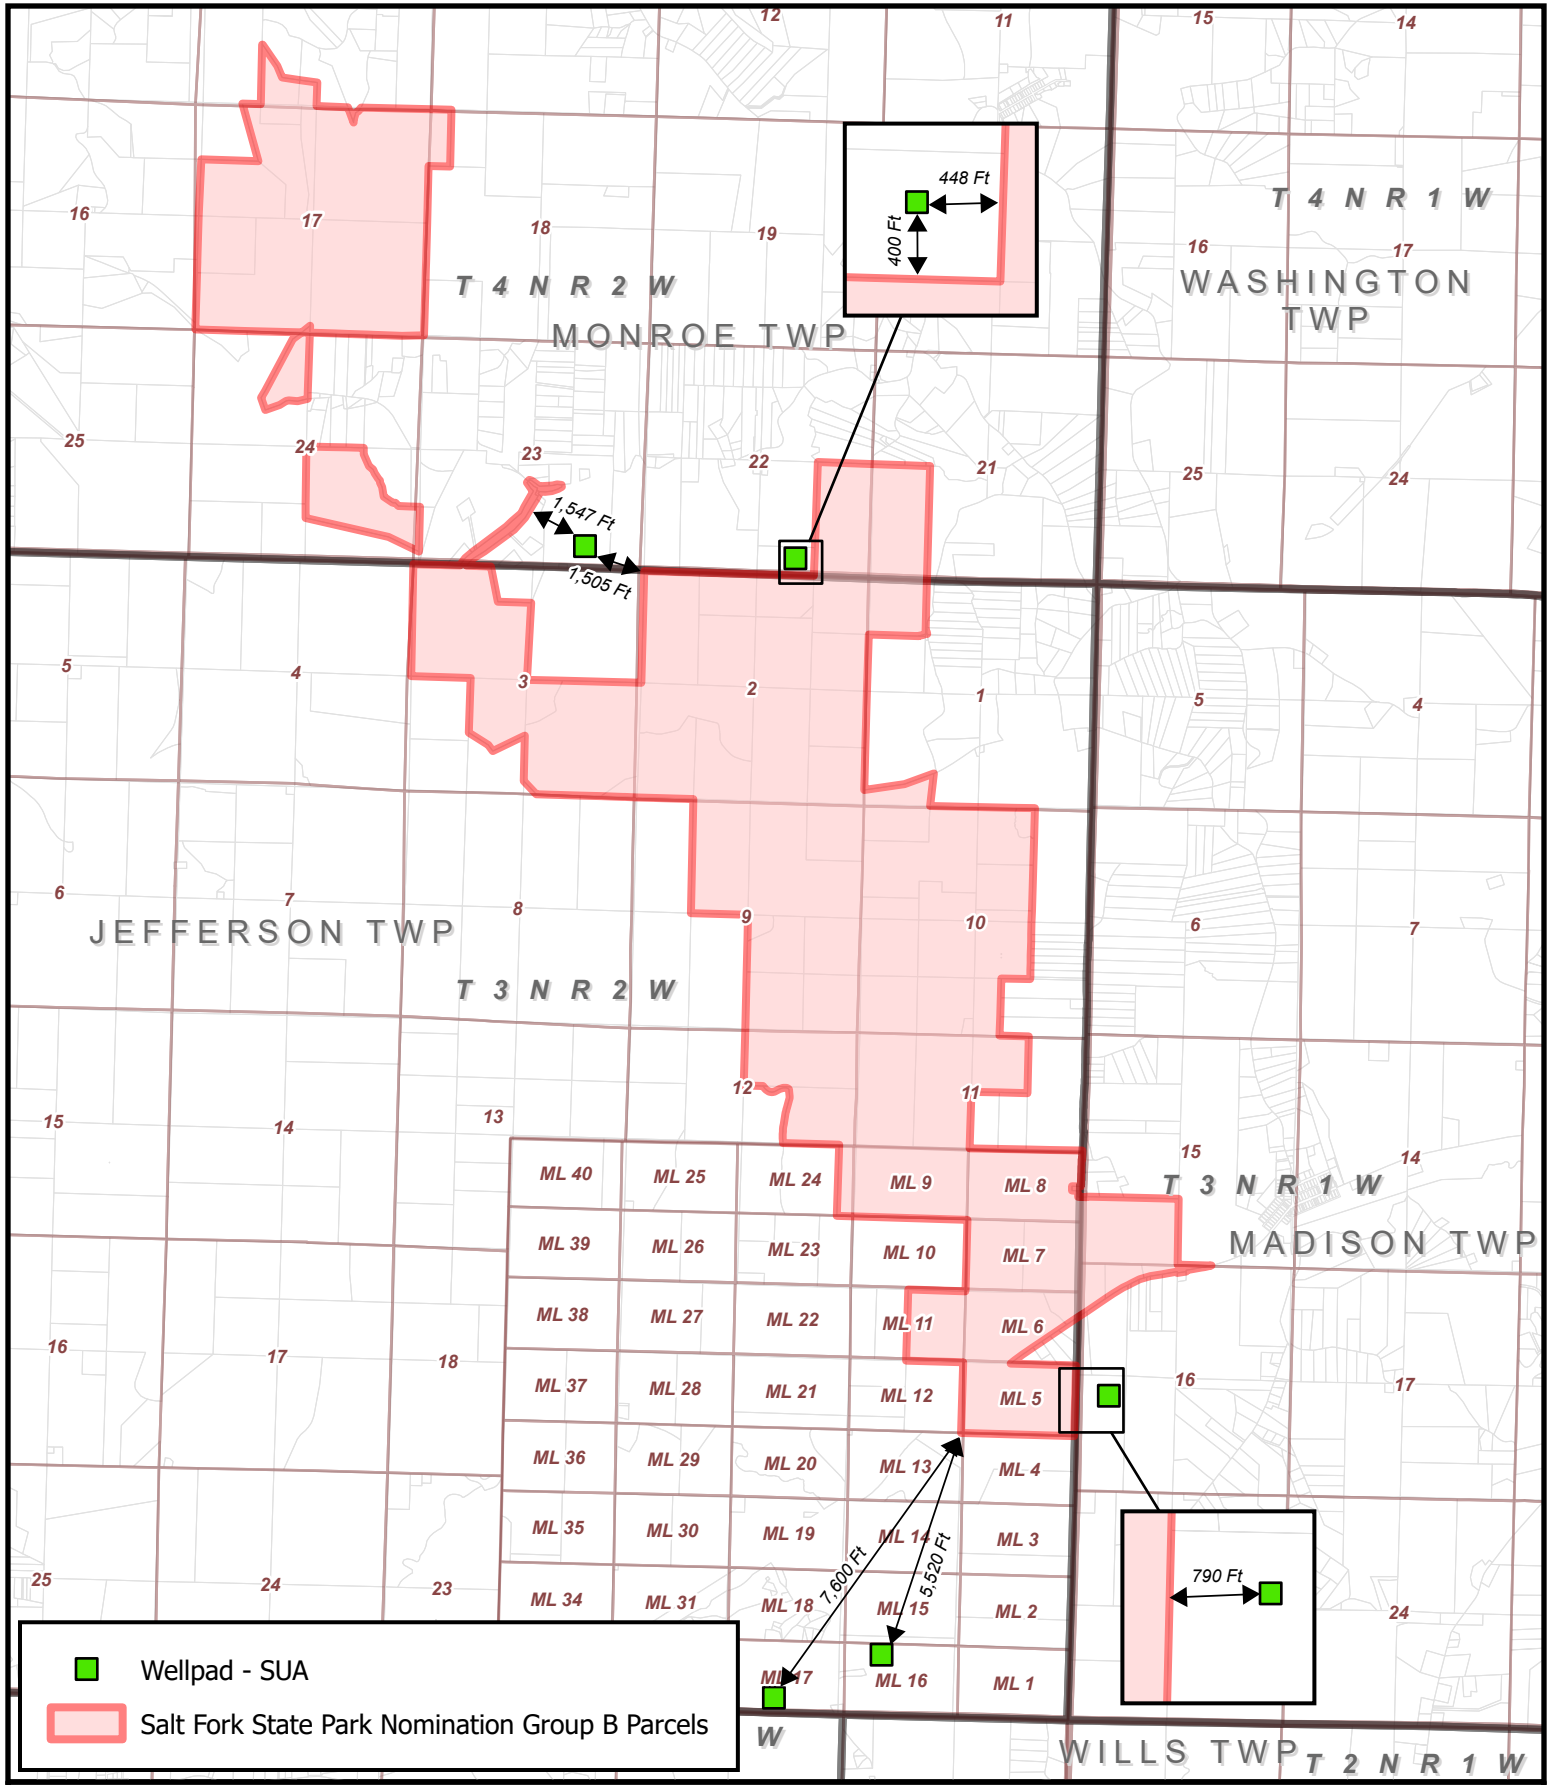 12
11
15
14
16
17
18
19
448 Ft
400 Ft
T 4 N R 1 W
16
17
WASHINGTON
TWP
T 4 N R 2 W
MONROE TWP
25
24
23
22
21
25
24
1,547 Ft
1,505 Ft
5
4
3
2
1
5
4
6
7
8
9
10
6
7
JEFFERSON TWP
T 3 N R 2 W
15
14
13
12
11
15
14
ML 40
ML 25
ML 24
ML 9
ML 8
T 3 N R 1 W
MADISON TWP
ML 39
ML 26
ML 23
ML 10
ML 7
ML 38
ML 27
ML 22
ML 11
ML 6
16
17
18
ML 37
ML 28
ML 21
ML 12
ML 5
16
17
ML 36
ML 29
ML 20
ML 13
ML 4
ML 35
ML 30
ML 19
ML 14
ML 3
7,600 Ft
5,520 Ft
790 Ft
25
24
23
ML 34
ML 31
ML 18
ML 15
ML 2
24
ML 17
ML 16
ML 1
Wellpad - SUA
Salt Fork State Park Nomination Group B Parcels
W
WILLS TWP
T 2 N R 1 W